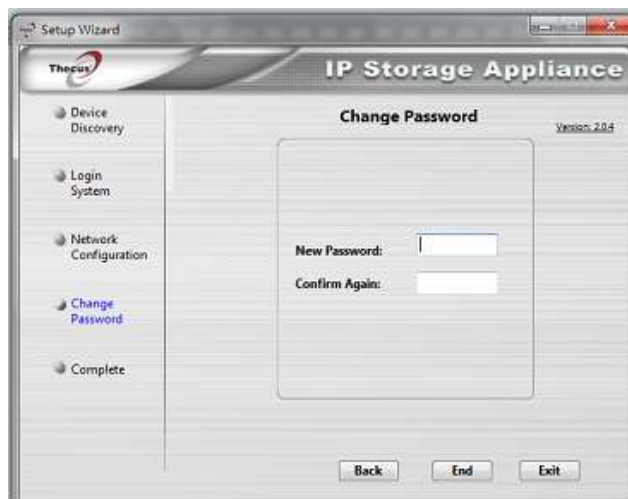 Setup Wizard
Thecus
IP Storage Appliance
Device
Discovery
Login
System
Network
Configuration
Change
Password
Complete
Change Password
Version: 2.0.4
New Password:
Confirm Again:
Back
End
Exit